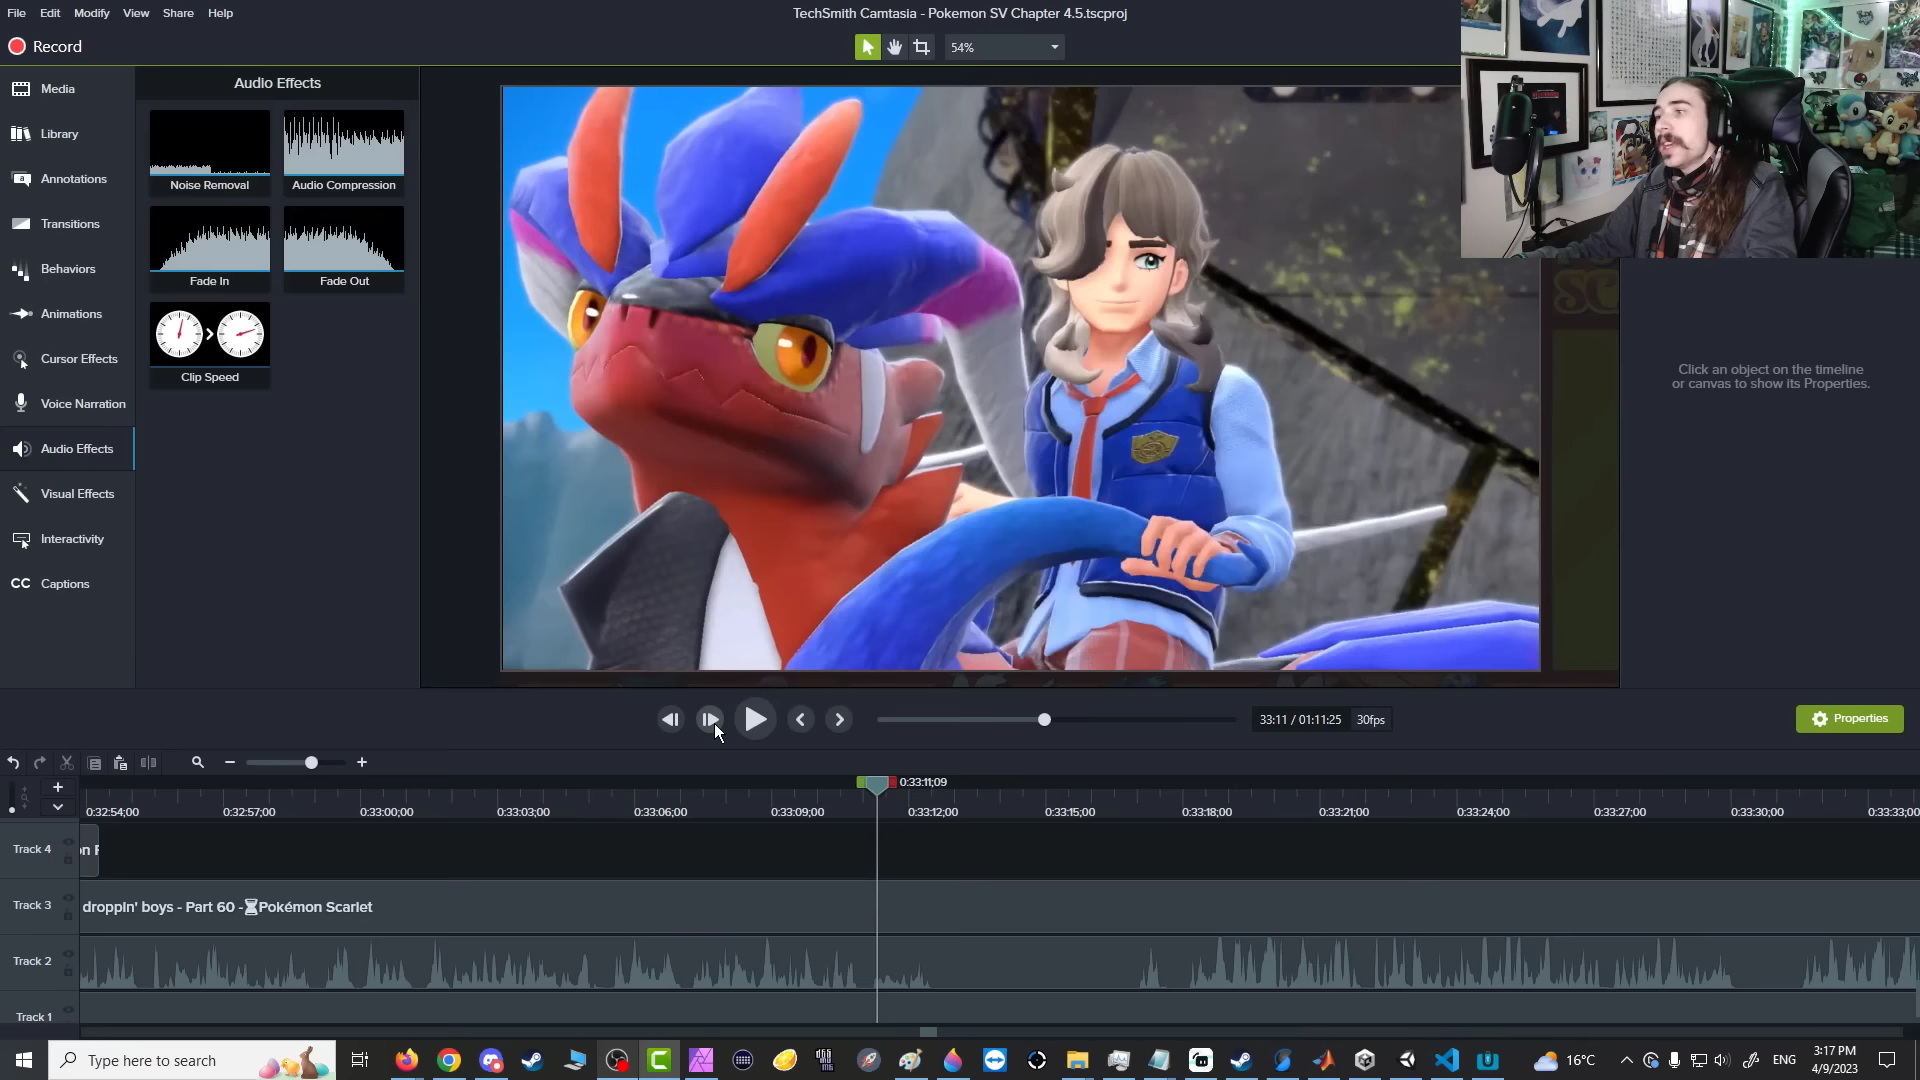 File Edit Modify View Share Help
TechSmith Camtasia - Pokemon SV Chapter 4.5.tscproj
Record
54%
Media
Library
Annotations
Transitions
Behaviors
Animations
Cursor Effects
Voice Narration
Audio Effects
Visual Effects
Interactivity
CC Captions
Audio Effects
Noise Removal
Audio Compression
Fade In
Fade Out
Clip Speed
Click an object on the timeline
or canvas to show its Properties.
33:11 / 01:11:25 30fps
Properties
0:33:11;09
0:32:54;00 0:32:57;00 0:33:00;00 0:33:03;00 0:33:06;00 0:33:09;00 0:33:12;00 0:33:15;00 0:33:18;00 0:33:21;00 0:33:24;00 0:33:27;00 0:33:30;00 0:33:33;00
Track 4
Track 3
droppin' boys - Part 60 -⌛Pokémon Scarlet
Track 2
Track 1
Type here to search
16°C
ENG
3:17 PM
4/9/2023